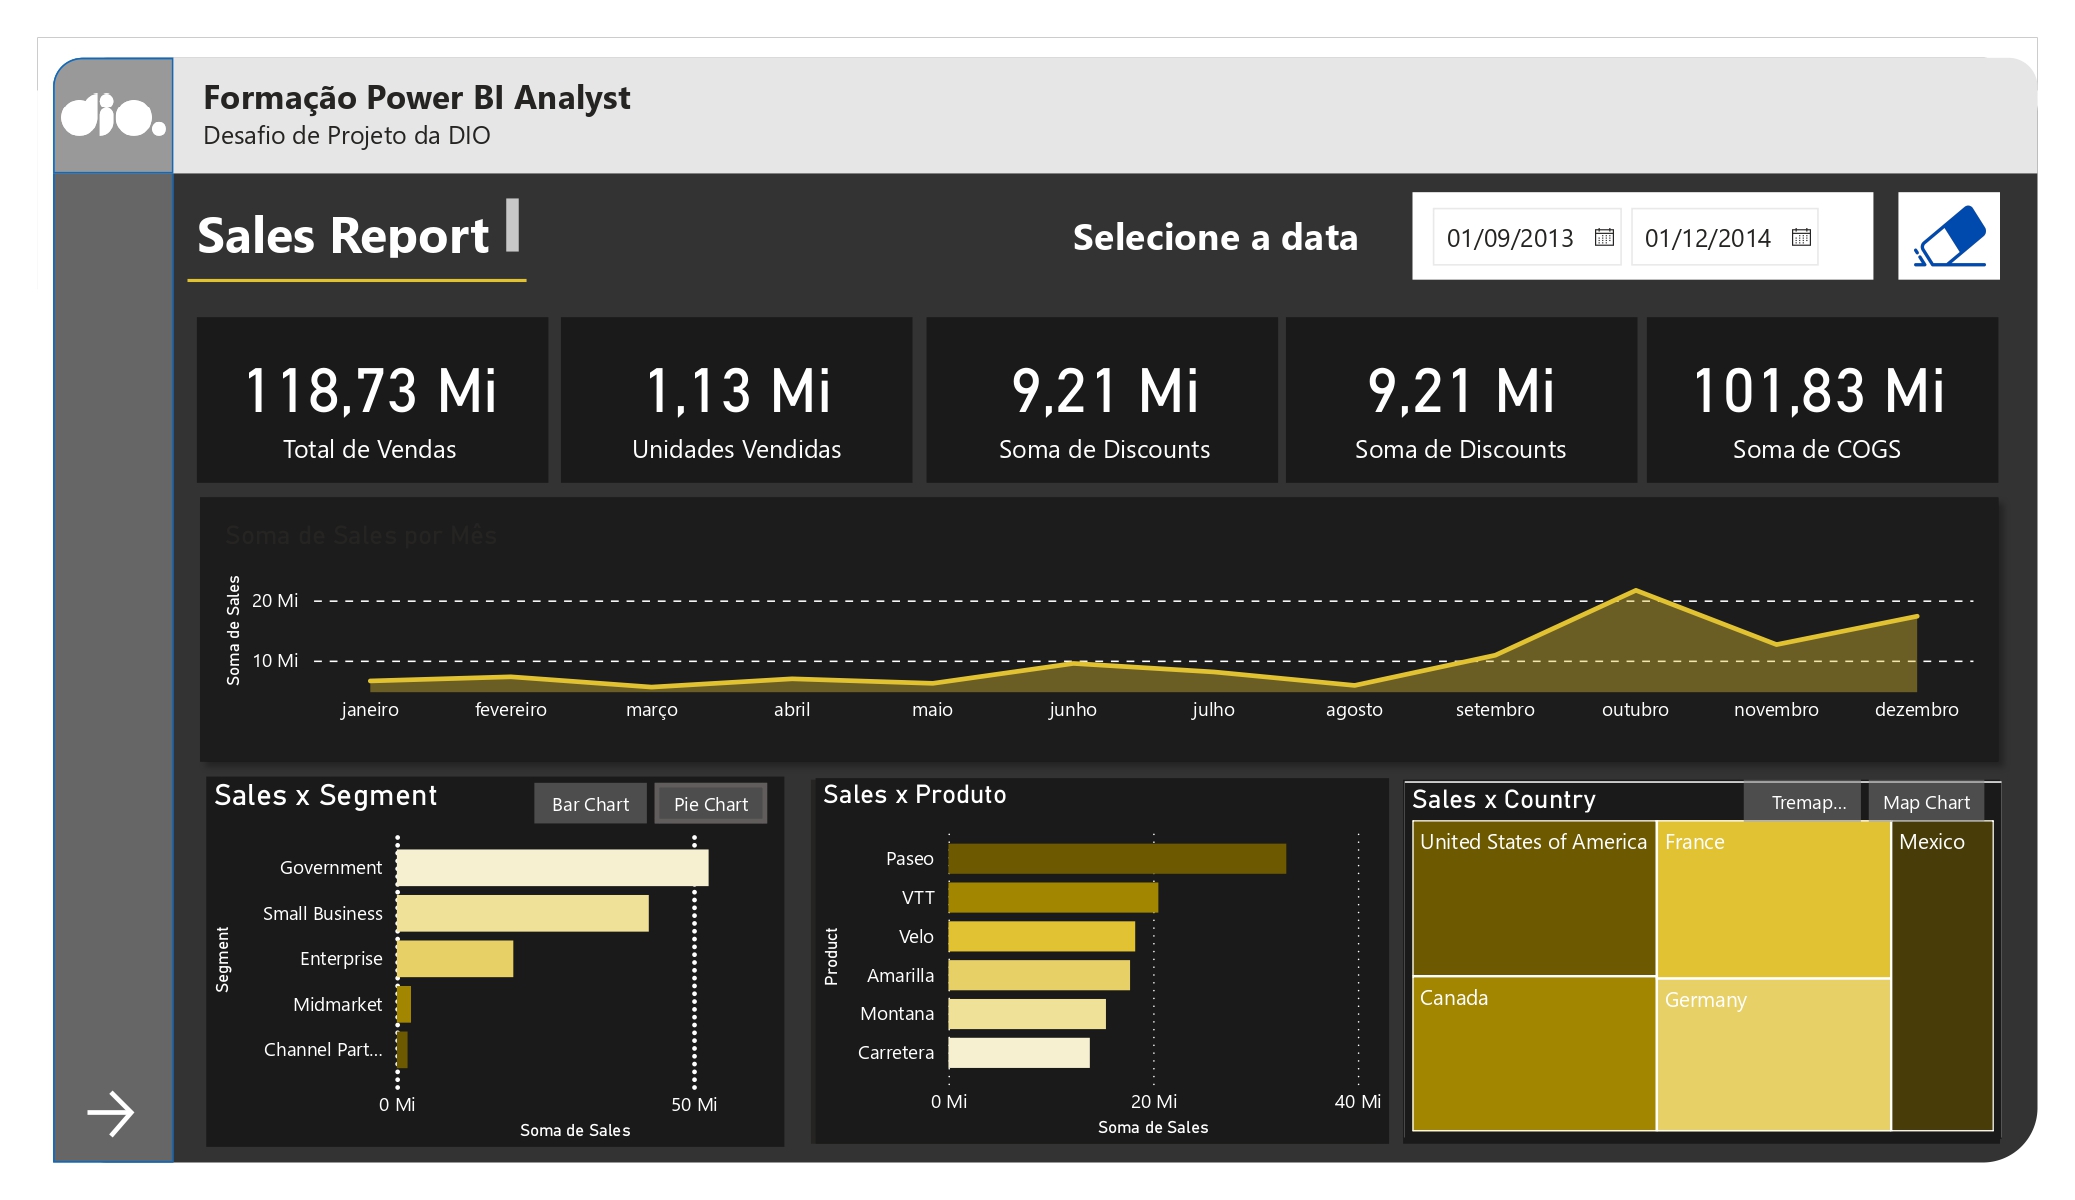 dio.
Formação Power BI Analyst
Desafio de Projeto da DIO
Sales Report
Selecione a data
01/09/2013
01/12/2014
118,73 Mi
Total de Vendas
1,13 Mi
Unidades Vendidas
9,21 Mi
Soma de Discounts
9,21 Mi
Soma de Discounts
101,83 Mi
Soma de COGS
Soma de Sales por Mês
Soma de Sales
20 Mi
10 Mi
janeiro fevereiro março abril maio junho julho agosto setembro outubro novembro dezembro
Sales x Segment
Bar Chart
Pie Chart
Segment
Government
Small Business
Enterprise
Midmarket
Channel Part...
0 Mi 50 Mi
Soma de Sales
Sales x Produto
Product
Paseo
VTT
Velo
Amarilla
Montana
Carretera
0 Mi 20 Mi 40 Mi
Soma de Sales
Sales x Country
Tremap...
Map Chart
United States of America
France
Mexico
Canada
Germany